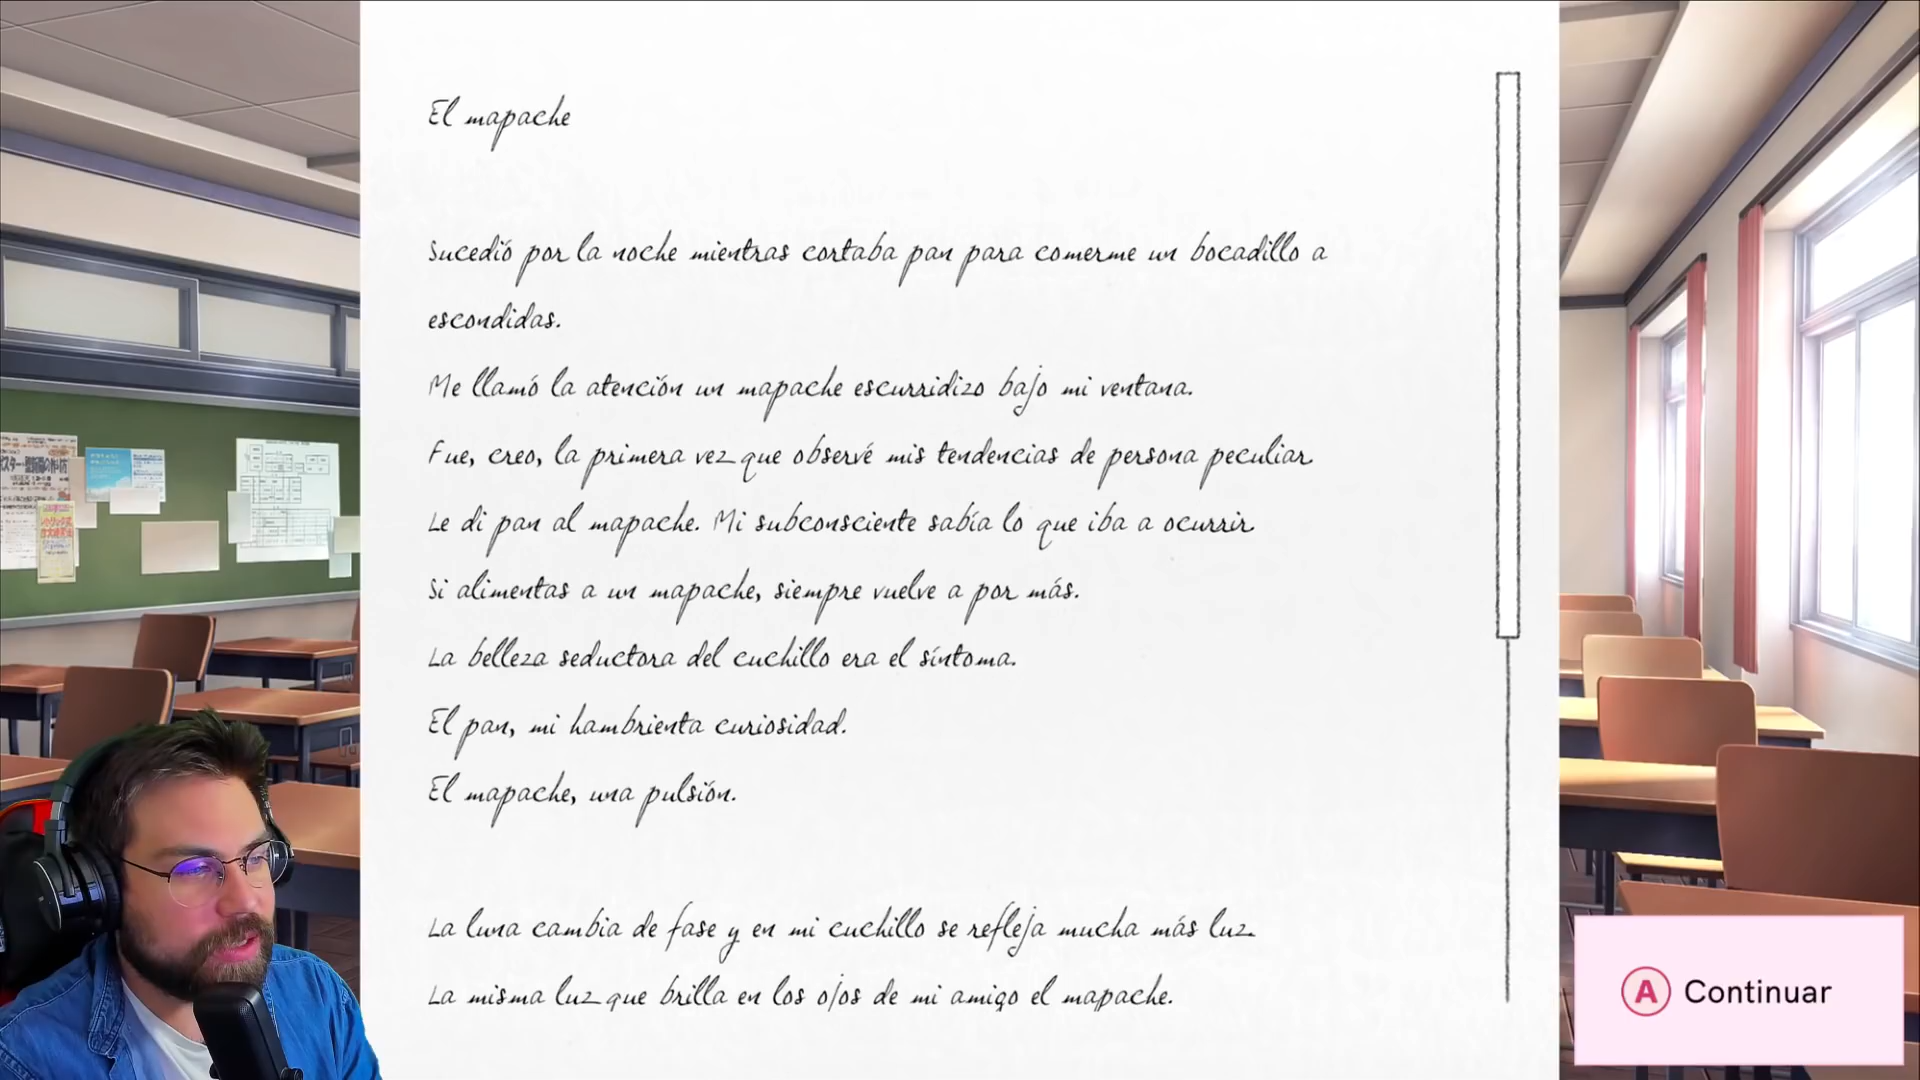 El mapache
Sucedió por la noche mientras cortaba pan para comerme un bocadillo a
escondidas.
Me llamó la atención un mapache escurridizo bajo mi ventana.
Fue, creo, la primera vez que observé mis tendencias de persona peculiar.
Le di pan al mapache. Mi subconsciente sabía lo que iba a ocurrir.
Si alimentas a un mapache, siempre vuelve a por más.
La belleza seductora del cuchillo era el síntoma.
El pan, mi hambrienta curiosidad.
El mapache, una pulsión.
La luna cambia de fase y en mi cuchillo se refleja mucha más luz.
La misma luz que brilla en los ojos de mi amigo el mapache.
A Continuar